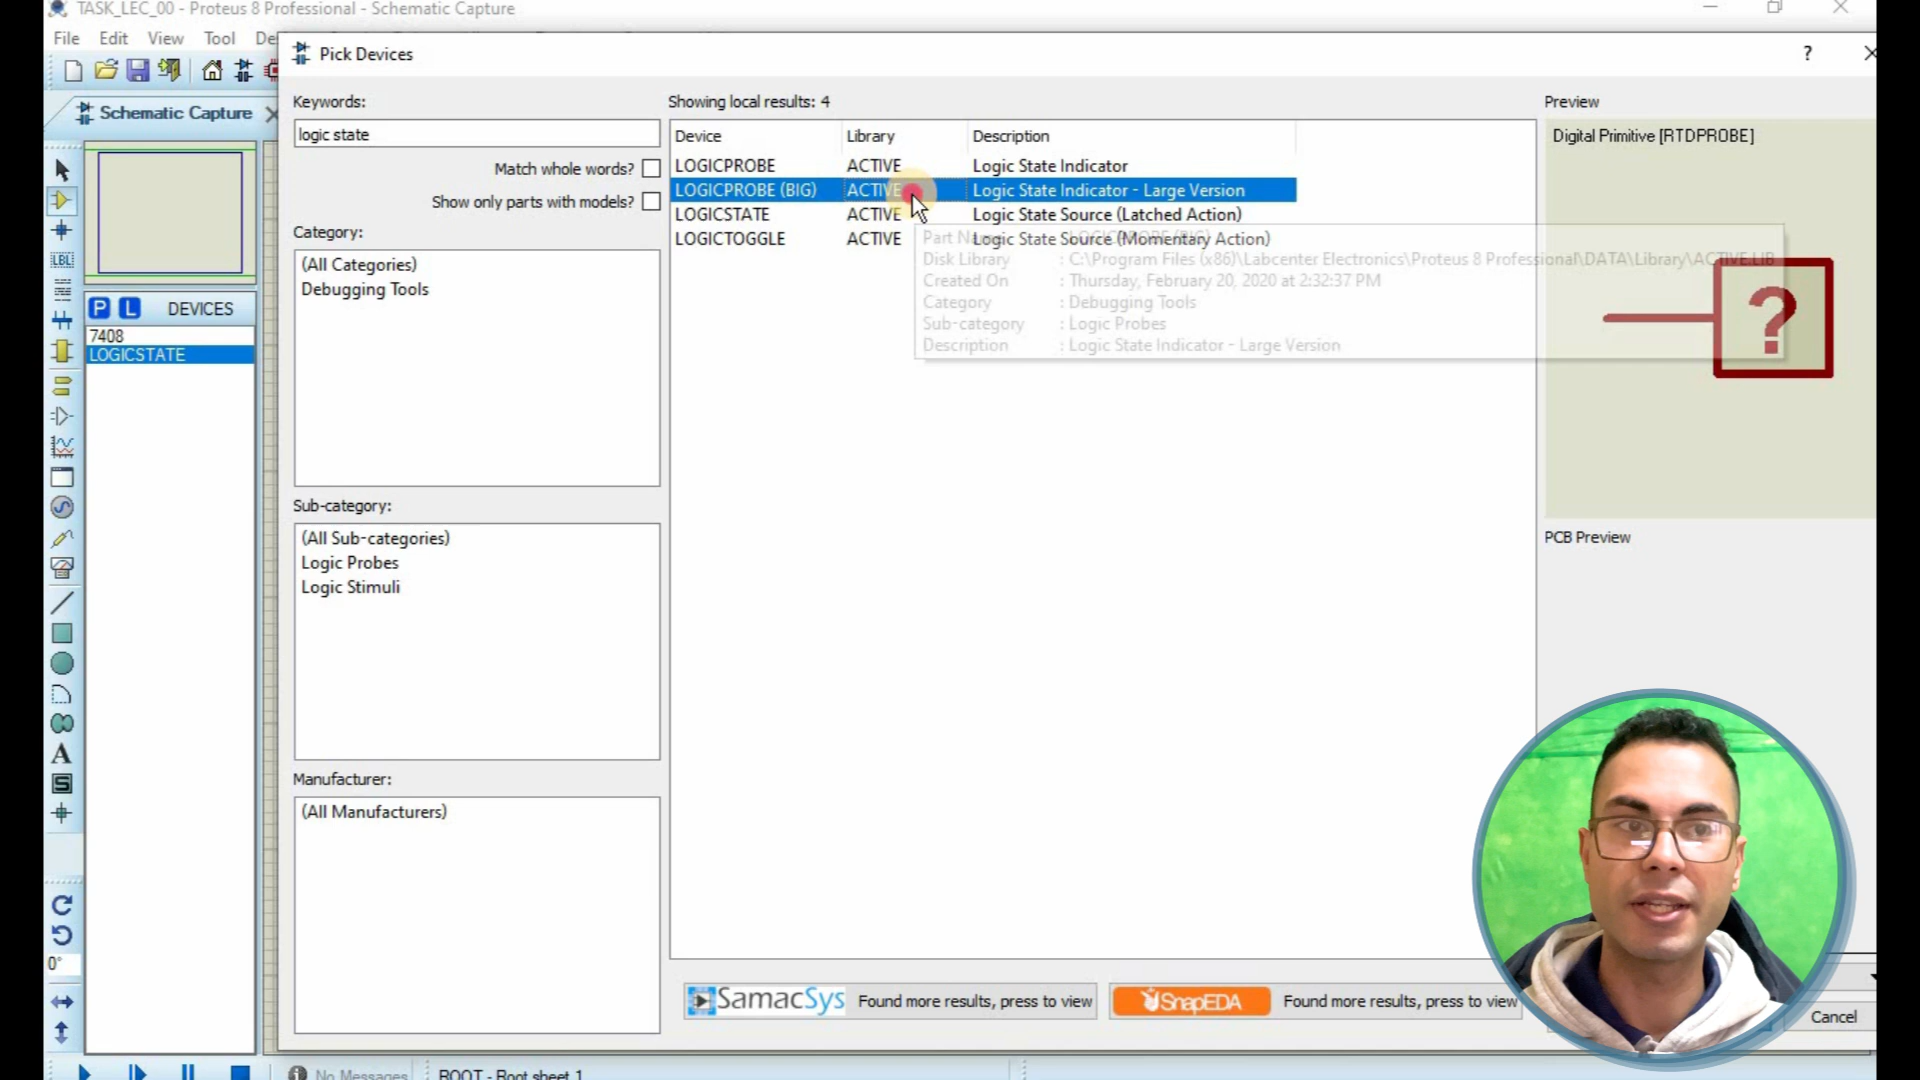 TASK_LEC_00 - Proteus 8 Professional - Schematic Capture
File Edit View Tool
Pick Devices
?
Schematic Capture
Keywords:
logic state
Match whole words?
Show only parts with models?
Category:
(All Categories)
Debugging Tools
Sub-category:
(All Sub-categories)
Logic Probes
Logic Stimuli
Manufacturer:
(All Manufacturers)
Showing local results: 4
Device Library Description
LOGICPROBE ACTIVE Logic State Indicator
LOGICPROBE (BIG) ACTIVE Logic State Indicator - Large Version
LOGICSTATE ACTIVE Logic State Source (Latched Action)
LOGICTOGGLE ACTIVE Logic State Source (Momentary Action)
Disk Library : C:\Program Files (x86)\Labcenter Electronics\Proteus 8 Professional\DATA\Library\ACTIVE.LIB
Created On : Thursday, February 20, 2020 at 2:32:37 PM
Category : Debugging Tools
Sub-category : Logic Probes
Description : Logic State Indicator - Large Version
Preview
Digital Primitive [RTDPROBE]
?
PCB Preview
SamacSys Found more results, press to view
SnapEDA Found more results, press to view
Cancel
P L DEVICES
7408
LOGICSTATE
LBL
A
S
0°
No Messages
ROOT - Root sheet 1